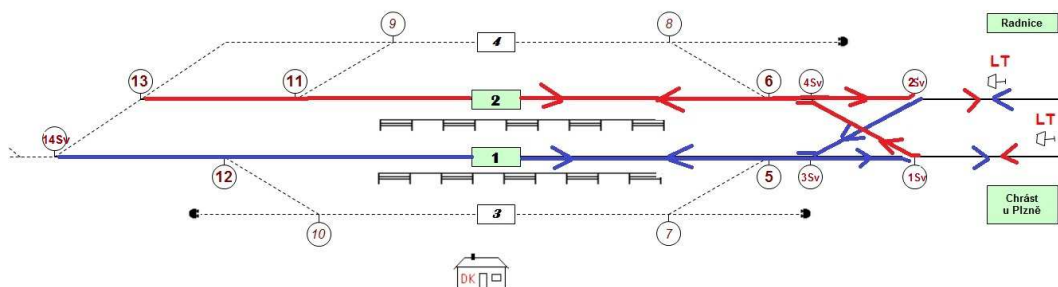 9
8
4
Radnice
LT
13
11
6
4Sv
2Sv
2
LT
14Sv
1
12
5
3Sv
1Sv
10
3
7
Chrást
u Plzně
DK